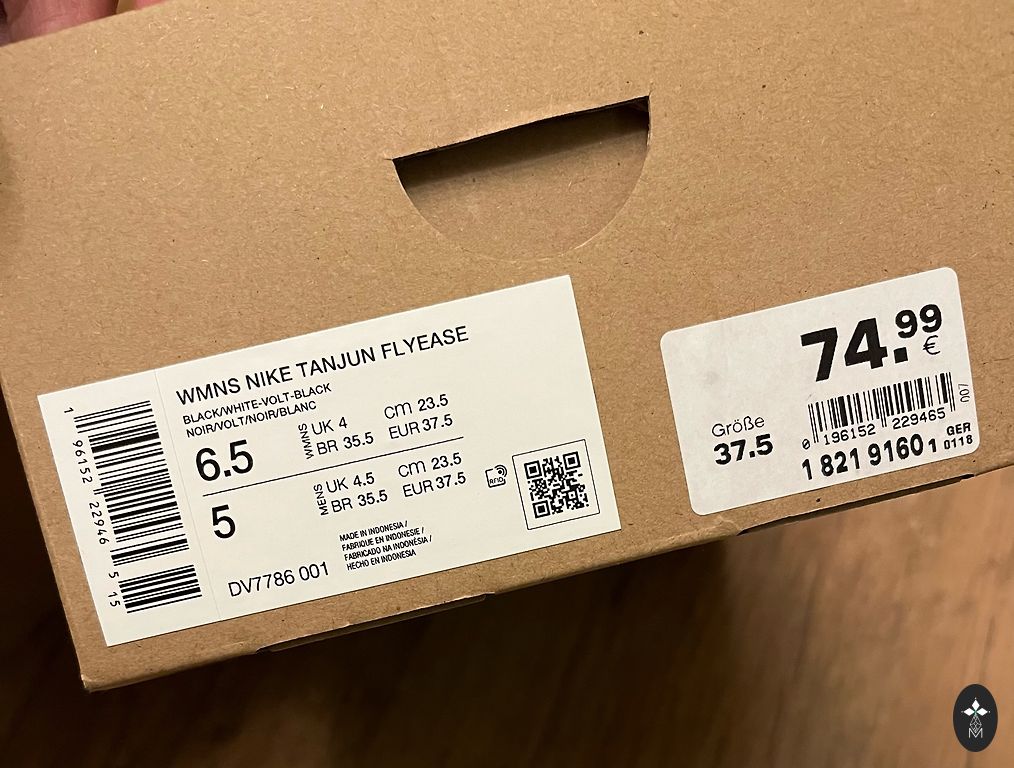 WMNS NIKE TANJUN FLYEASE
BLACK/WHITE-VOLT-BLACK
NOIR/VOLT/NOIR/BLANC
6.5
WMNS
UK 4
cm 23.5
BR 35.5
EUR 37.5
5
MENS
UK 4.5
cm 23.5
BR 35.5
EUR 37.5
MADE IN INDONESIA /
FABRIQUE EN INDONESIE /
FABRICADO NA INDONÉSIA /
HECHO EN INDONESIA
DV7786 001
RFID
1 96152 22946 5 15
74.99
€
Größe
37.5
0 196152 229465
007
1 821 9160 1
GER
0118
M